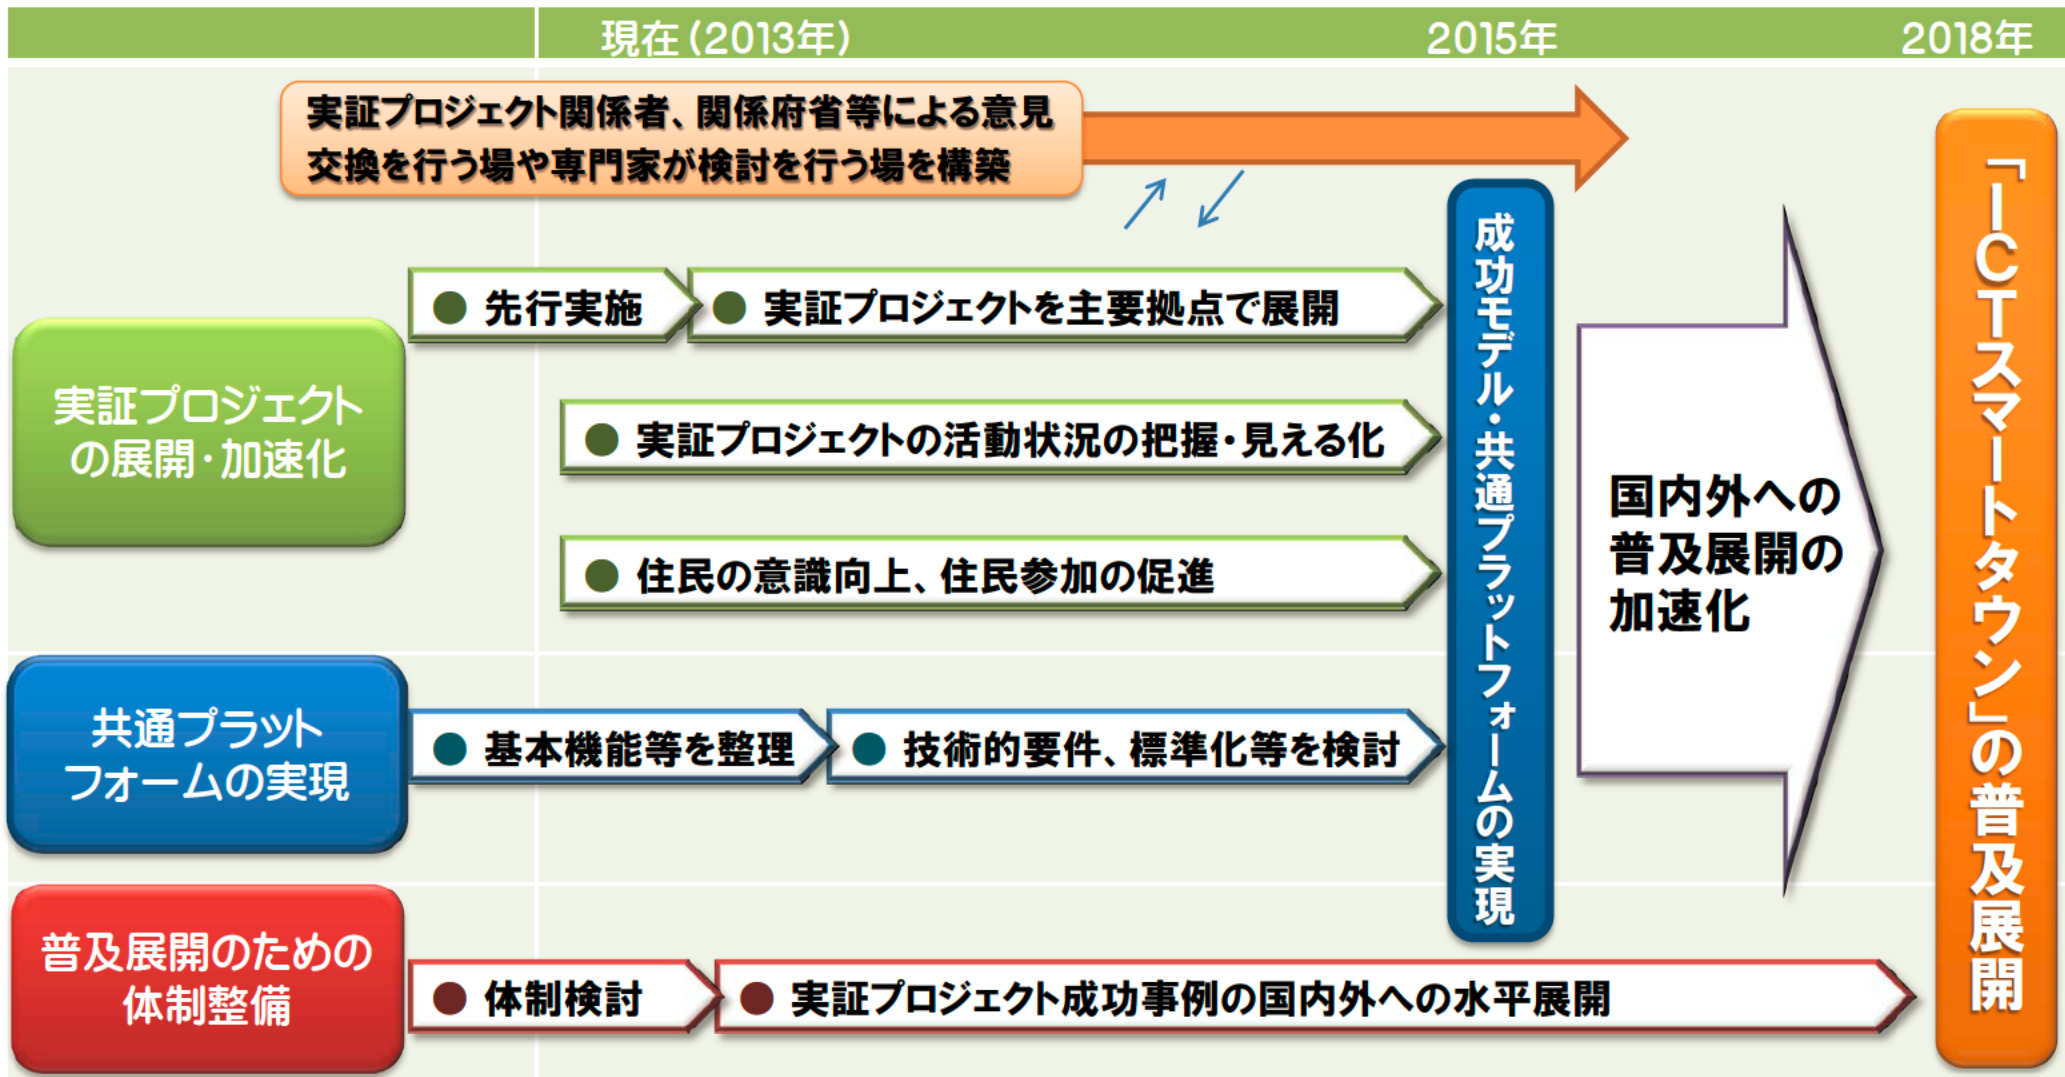 現在（2013年）
2015年
2018年
実証プロジェクト関係者、関係府省等による意見
交換を行う場や専門家が検討を行う場を構築
実証プロジェクト
の展開・加速化
● 先行実施
● 実証プロジェクトを主要拠点で展開
● 実証プロジェクトの活動状況の把握・見える化
● 住民の意識向上、住民参加の促進
共通プラット
フォームの実現
● 基本機能等を整理
● 技術的要件、標準化等を検討
普及展開のための
体制整備
● 体制検討
● 実証プロジェクト成功事例の国内外への水平展開
成功モデル・共通プラットフォームの実現
国内外への
普及展開の
加速化
「ICTスマートタウン」の普及展開